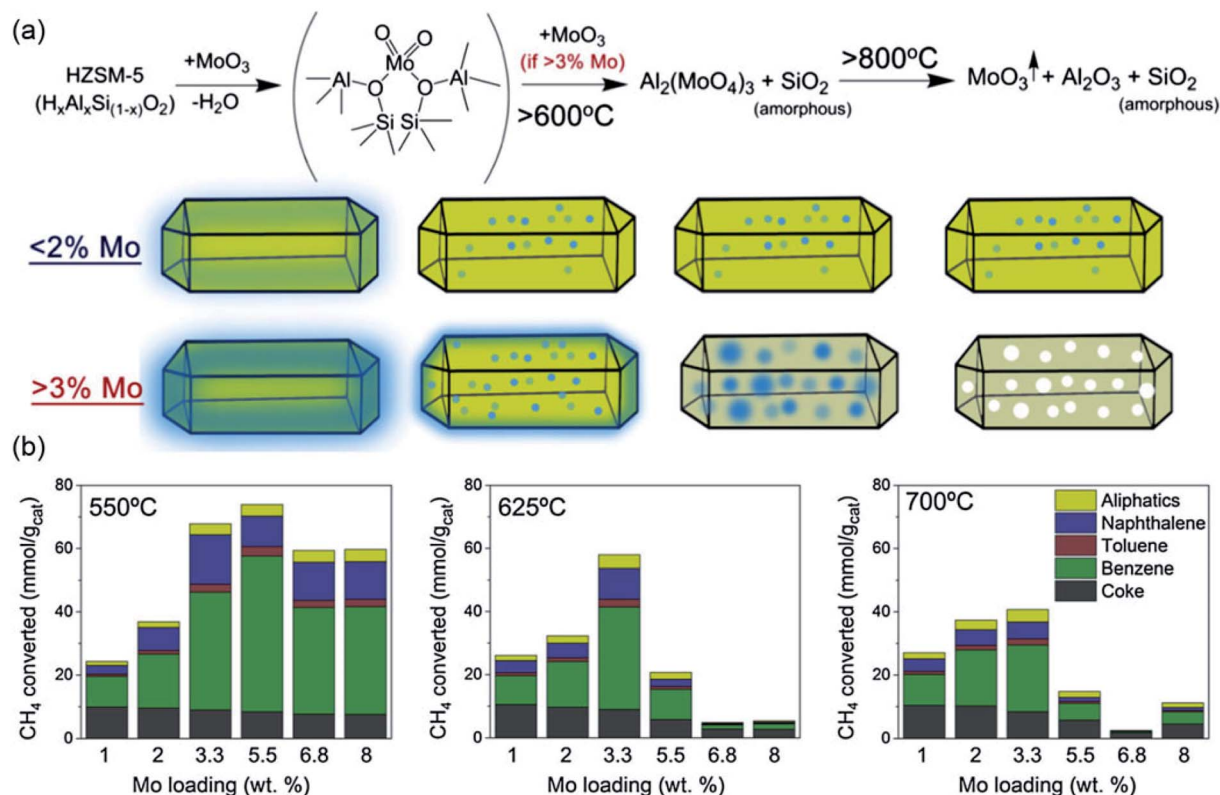 (a)
HZSM-5
(HₓAlₓSi₍₁₋ₓ₎O₂)
+MoO₃
-H₂O
O O
Mo
Al O O Al
Si Si
+MoO₃
(if >3% Mo)
>600ºC
Al₂(MoO₄)₃ + SiO₂
(amorphous)
>800ºC
MoO₃ + Al₂O₃ + SiO₂
(amorphous)
<2% Mo
>3% Mo
(b)
CH₄ converted (mmol/g_cat)
80
60
40
20
0
550ºC
1 2 3.3 5.5 6.8 8
Mo loading (wt. %)
CH₄ converted (mmol/g_cat)
80
60
40
20
0
625ºC
1 2 3.3 5.5 6.8 8
Mo loading (wt. %)
CH₄ converted (mmol/g_cat)
80
60
40
20
0
700ºC
Aliphatics
Naphthalene
Toluene
Benzene
Coke
1 2 3.3 5.5 6.8 8
Mo loading (wt. %)